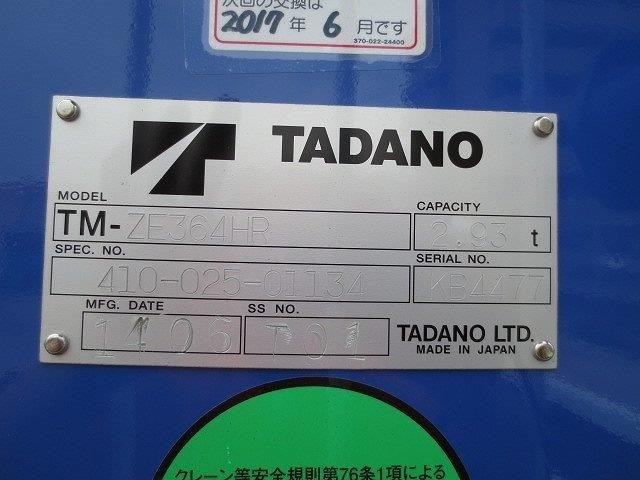 次回の交換は
2017年 6月です
370-022-24400
TADANO
MODEL
CAPACITY
TM-ZE364HR
2.93 t
SPEC. NO.
SERIAL NO.
410-025-01134
KB4477
MFG. DATE
SS NO.
1406
T01
TADANO LTD.
MADE IN JAPAN
クレーン等安全規則第76条1項による